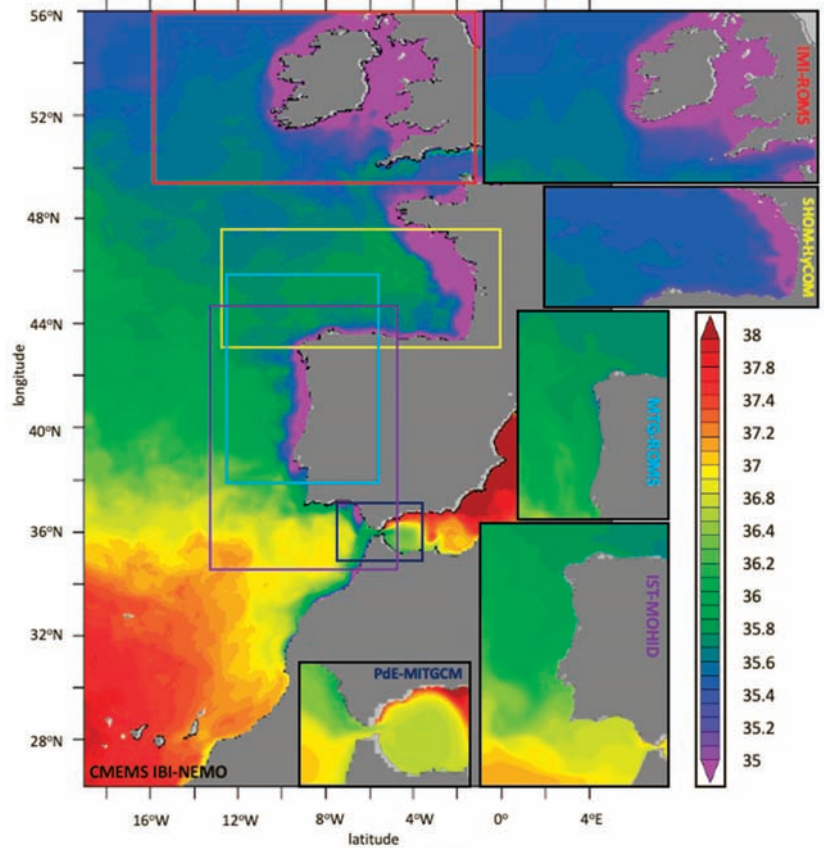 56°N
52°N
48°N
44°N
40°N
36°N
32°N
28°N
longitude
16°W
12°W
8°W
4°W
0°
4°E
latitude
CMEMS IBI-NEMO
IMI-ROMS
SHOM-HyCOM
MTG-ROMS
IST-MOHID
PdE-MITGCM
38
37.8
37.4
37.2
37
36.8
36.6
36.4
36.2
36
35.8
35.6
35.4
35.2
35